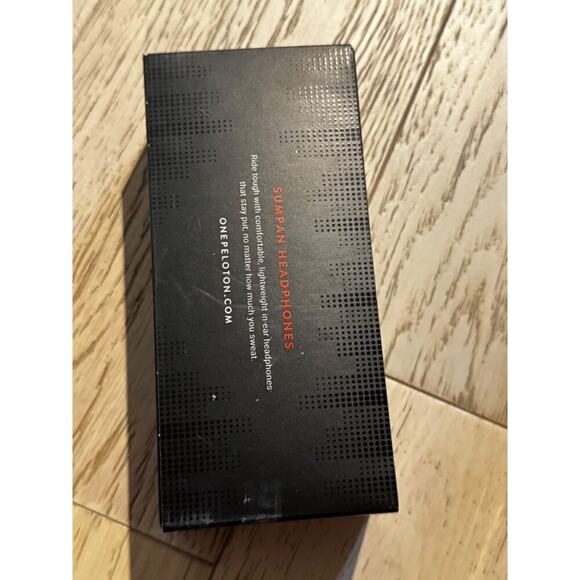 SUMPAN HEADPHONES
Ride tough with comfortable, lightweight in-ear headphones
that stay put, no matter how much you sweat.
ONEPELOTON.COM